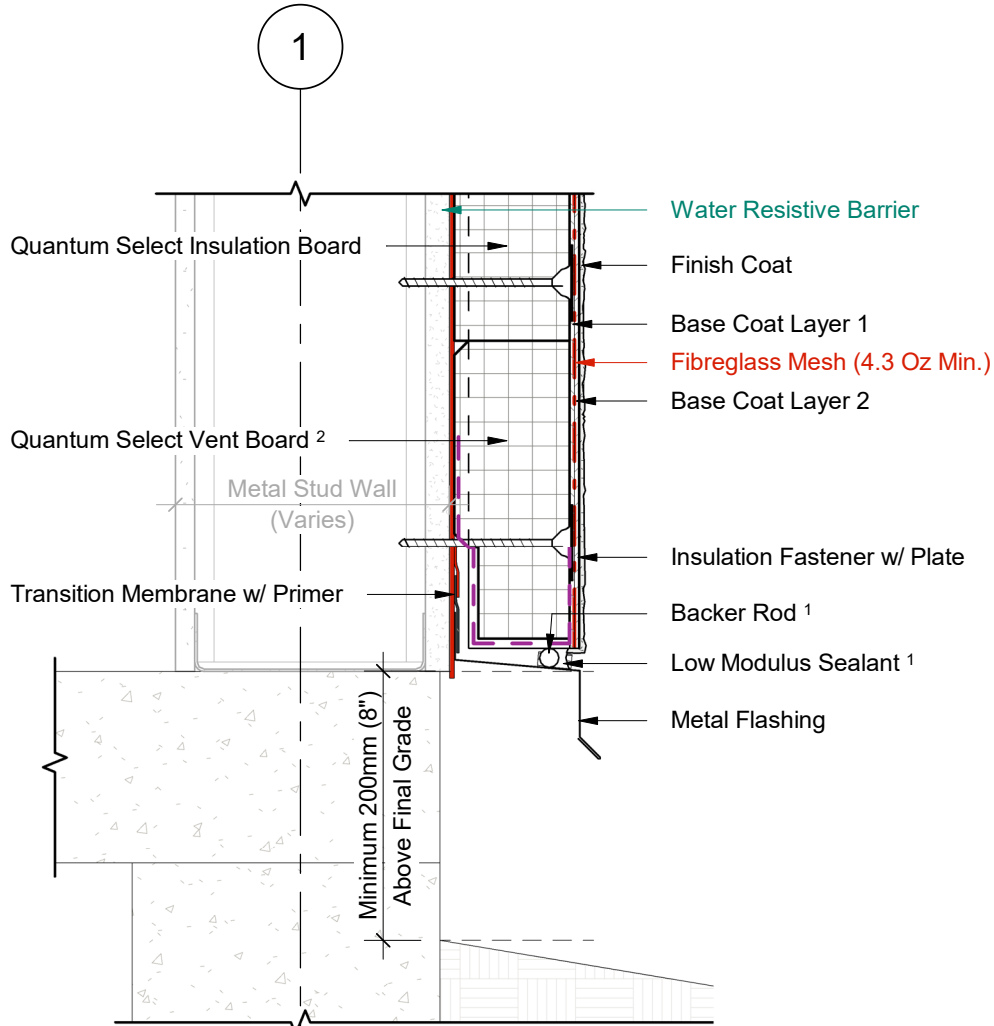 1
Water Resistive Barrier
Quantum Select Insulation Board
Finish Coat
Base Coat Layer 1
Fibreglass Mesh (4.3 Oz Min.)
Base Coat Layer 2
Quantum Select Vent Board ²
Metal Stud Wall
(Varies)
Insulation Fastener w/ Plate
Transition Membrane w/ Primer
Backer Rod ¹
Low Modulus Sealant ¹
Metal Flashing
Minimum 200mm (8")
Above Final Grade